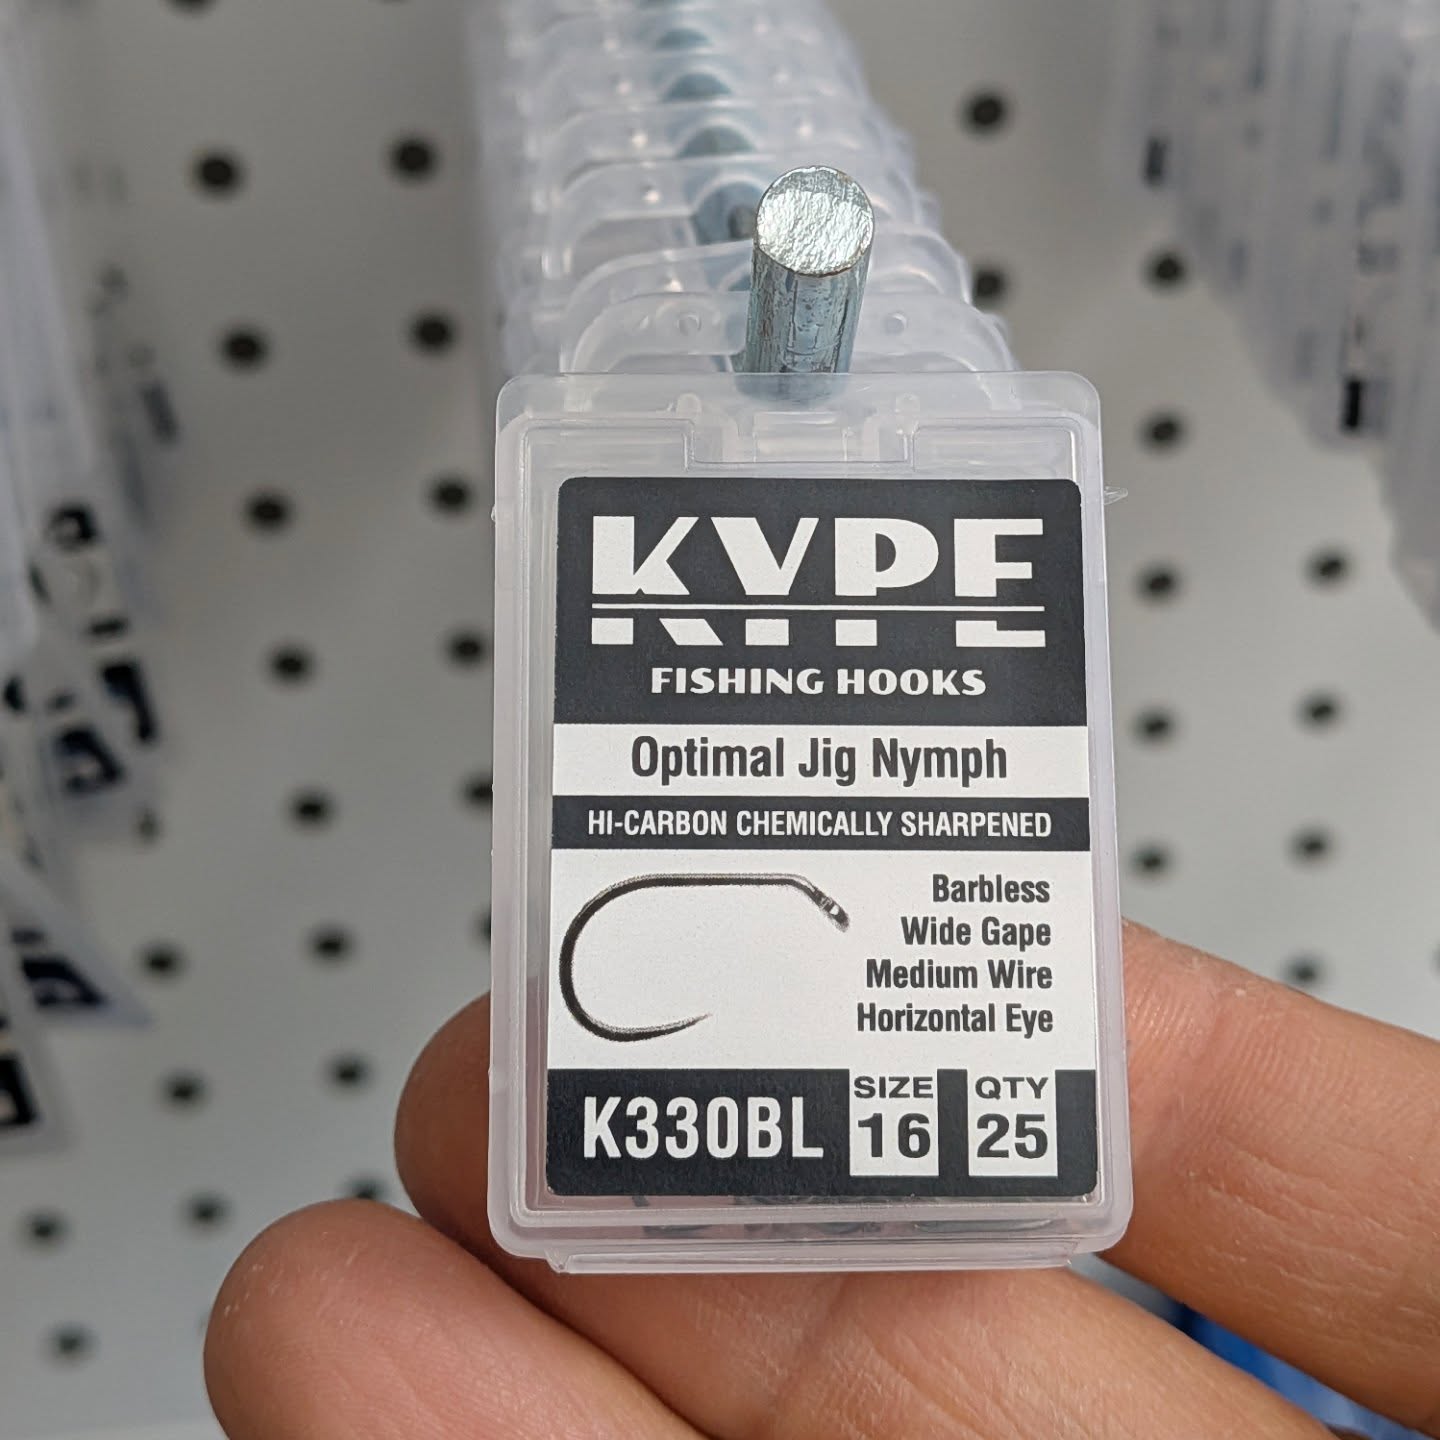 KYPE
FISHING HOOKS
Optimal Jig Nymph
HI-CARBON CHEMICALLY SHARPENED
Barbless
Wide Gape
Medium Wire
Horizontal Eye
K330BL
SIZE
16
QTY
25